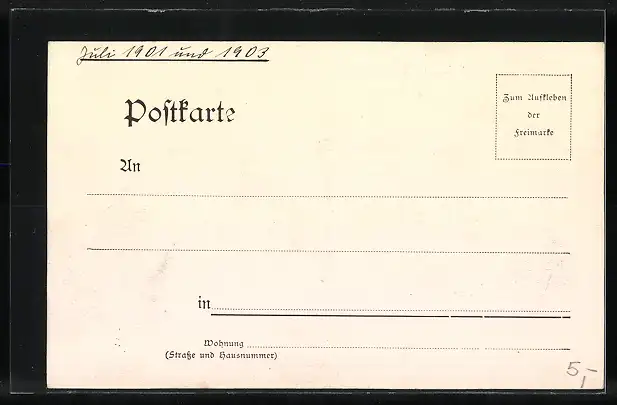 Juli 1901 und 1903
Postkarte
Zum Aufkleben
der
Freimarke
An
in
Wohnung
(Straße und Hausnummer)
5,-